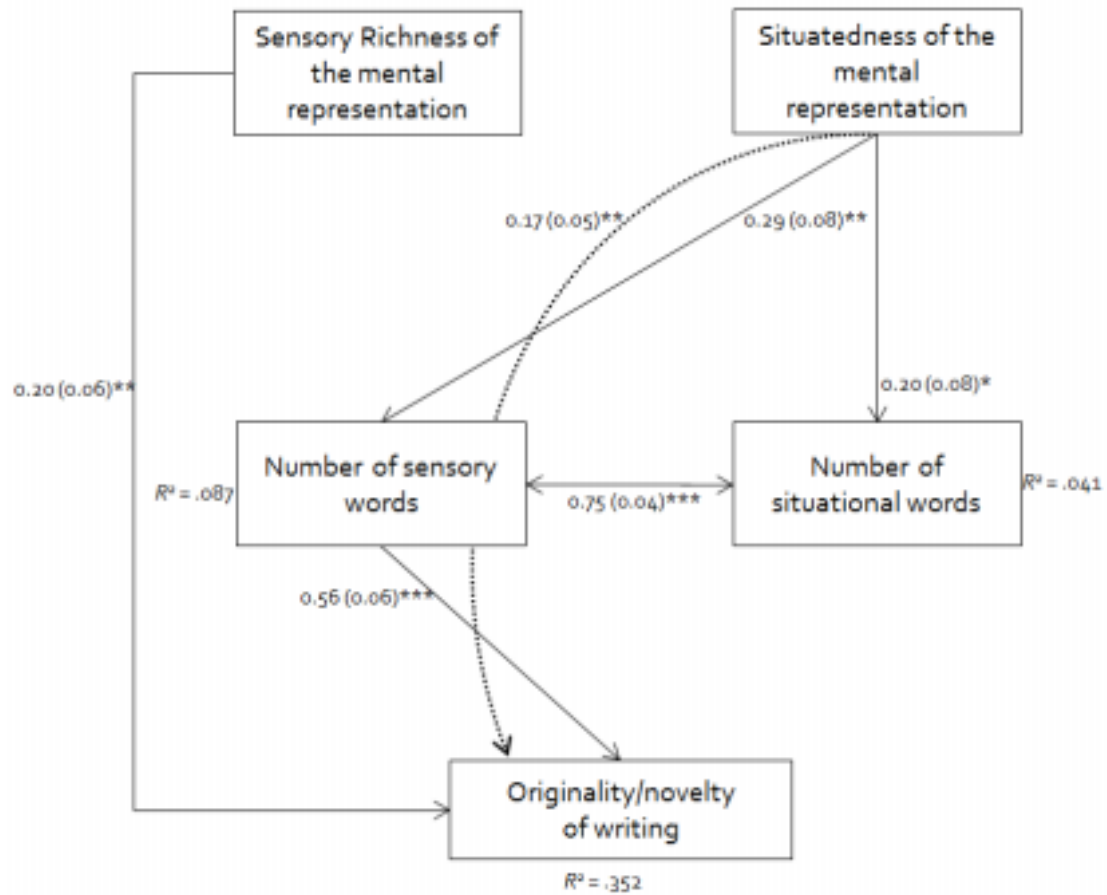 Sensory Richness of
the mental
representation
Situatedness of the
mental
representation
0.17 (0.05)**
0.29 (0.08)**
0.20 (0.06)**
0.20 (0.08)*
Number of sensory
words
R² = .087
0.75 (0.04)***
Number of
situational words
R² = .041
0.56 (0.06)***
Originality/novelty
of writing
R² = .352